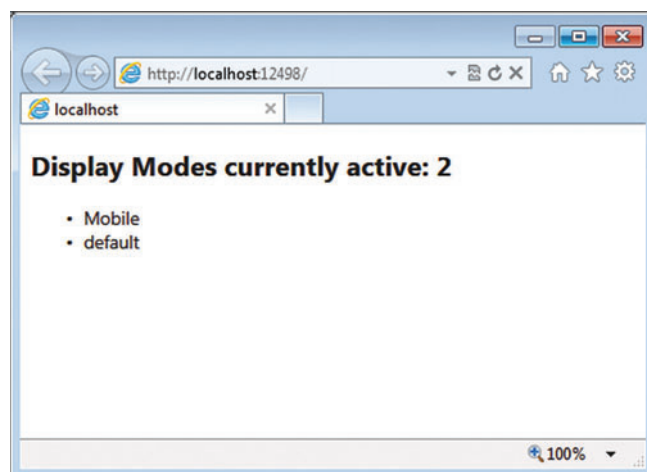 http://localhost:12498/
localhost
Display Modes currently active: 2
• Mobile
• default
100%